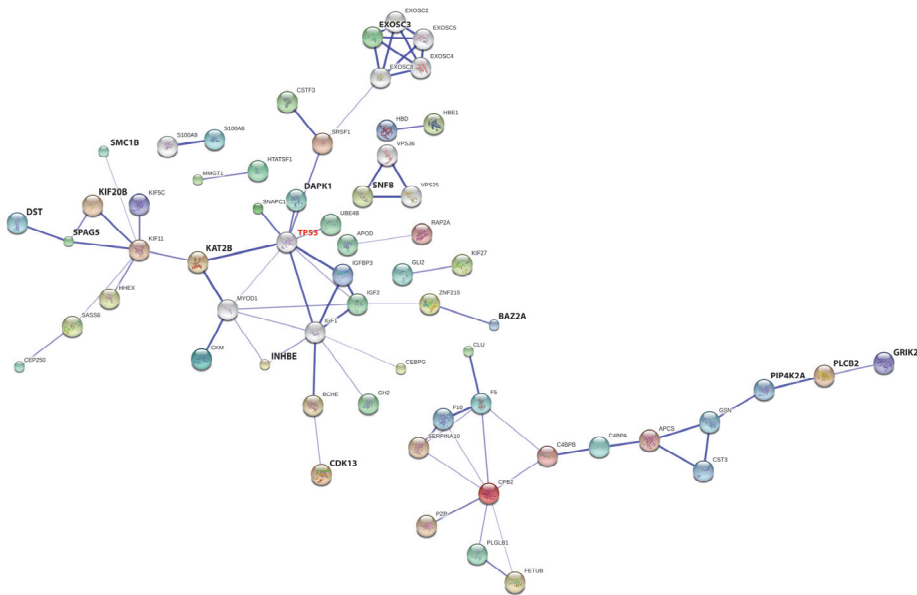 EXOSC2
EXOSC3
EXOSC5
EXOSC4
CSTF3
HBD
HBE1
S100A9
S100A8
SRSF1
SMC1B
VPS36
HTATSF1
MMGT1
DAPK1
SNF8
VPS25
KIF20B
KIF5C
SNAPC1
UBE4B
DST
RAP2A
SPAG5
TP53
APOD
KIF11
KAT2B
IGFBP3
GLI2
KIF27
HHEX
MYOD1
IGF2
ZNF215
SASS6
BAZ2A
CKM
INHBE
CLU
CEP250
CEBPG
GRIK2
PLCB2
PIP4K2A
BCHE
GH2
F5
F10
GSN
SERPINA10
C4BPB
C4BPA
APCS
CST3
CDK13
CPB2
PZP
PLGLB1
FETUB